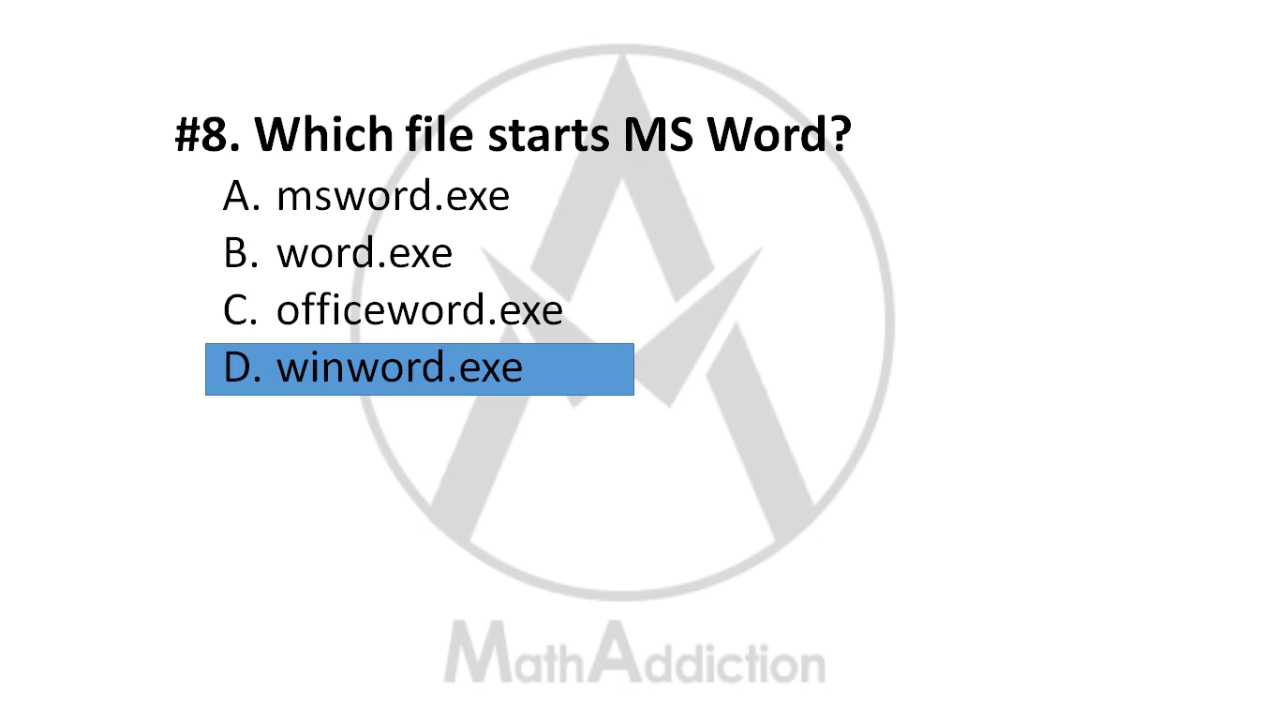 #8. Which file starts MS Word?
A. msword.exe
B. word.exe
C. officeword.exe
D. winword.exe
MathAddiction